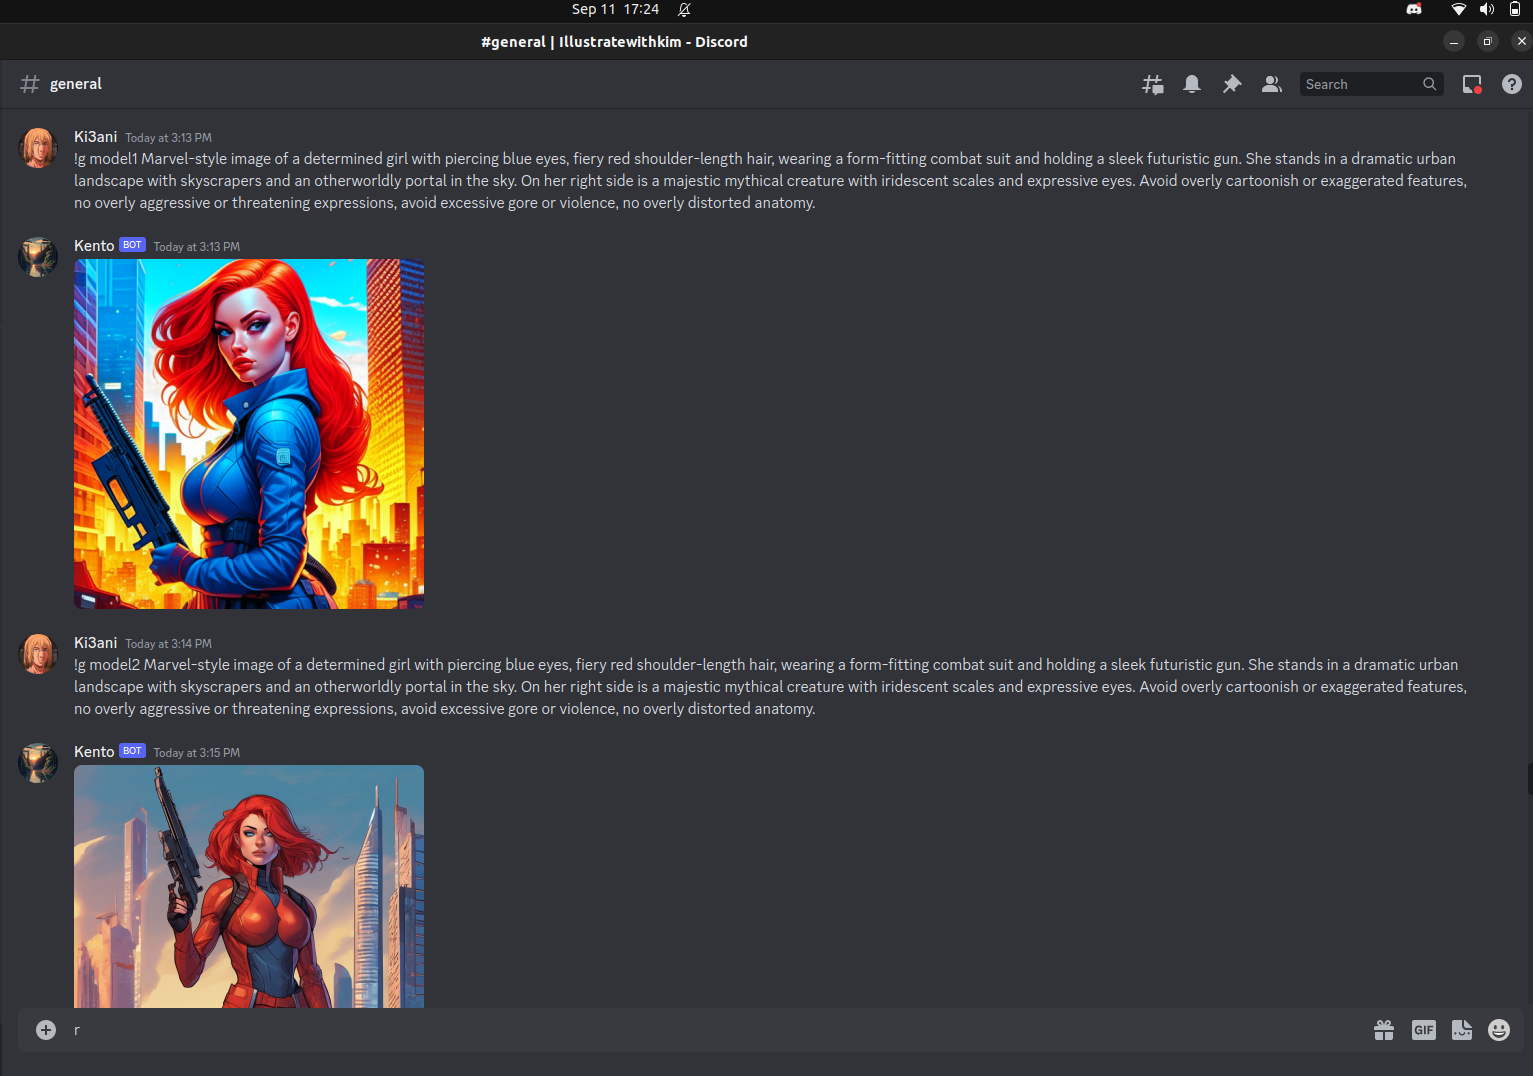 Sep 11 17:24
#general | Illustratewithkim - Discord
general
Search
Ki3ani Today at 3:13 PM
!g model1 Marvel-style image of a determined girl with piercing blue eyes, fiery red shoulder-length hair, wearing a form-fitting combat suit and holding a sleek futuristic gun. She stands in a dramatic urban
landscape with skyscrapers and an otherworldly portal in the sky. On her right side is a majestic mythical creature with iridescent scales and expressive eyes. Avoid overly cartoonish or exaggerated features,
no overly aggressive or threatening expressions, avoid excessive gore or violence, no overly distorted anatomy.
Kento BOT Today at 3:13 PM
Ki3ani Today at 3:14 PM
!g model2 Marvel-style image of a determined girl with piercing blue eyes, fiery red shoulder-length hair, wearing a form-fitting combat suit and holding a sleek futuristic gun. She stands in a dramatic urban
landscape with skyscrapers and an otherworldly portal in the sky. On her right side is a majestic mythical creature with iridescent scales and expressive eyes. Avoid overly cartoonish or exaggerated features,
no overly aggressive or threatening expressions, avoid excessive gore or violence, no overly distorted anatomy.
Kento BOT Today at 3:15 PM
r
GIF